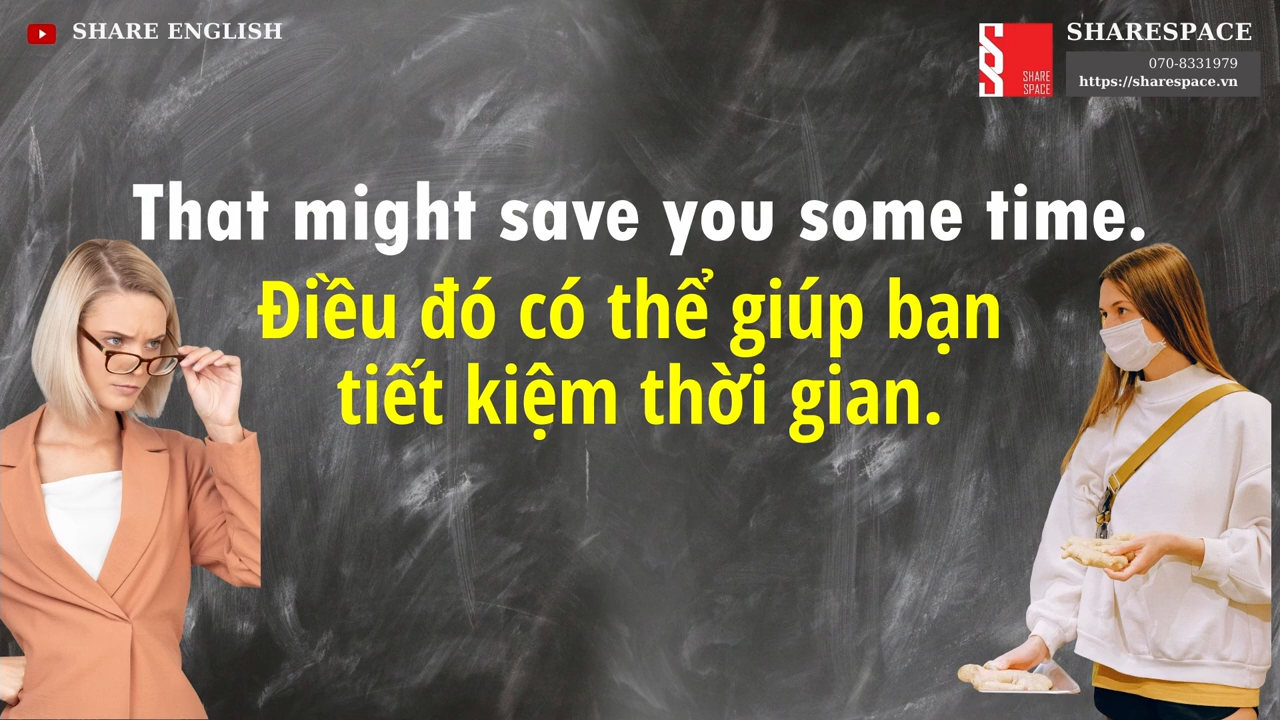 SHARE ENGLISH
SHARE
SPACE
SHARESPACE
070-8331979
https://sharespace.vn
That might save you some time.
Điều đó có thể giúp bạn
tiết kiệm thời gian.